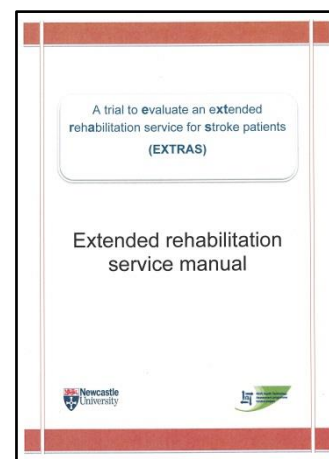 A trial to evaluate an extended
rehabilitation service for stroke patients
(EXTRAS)
Extended rehabilitation
service manual
Newcastle
University